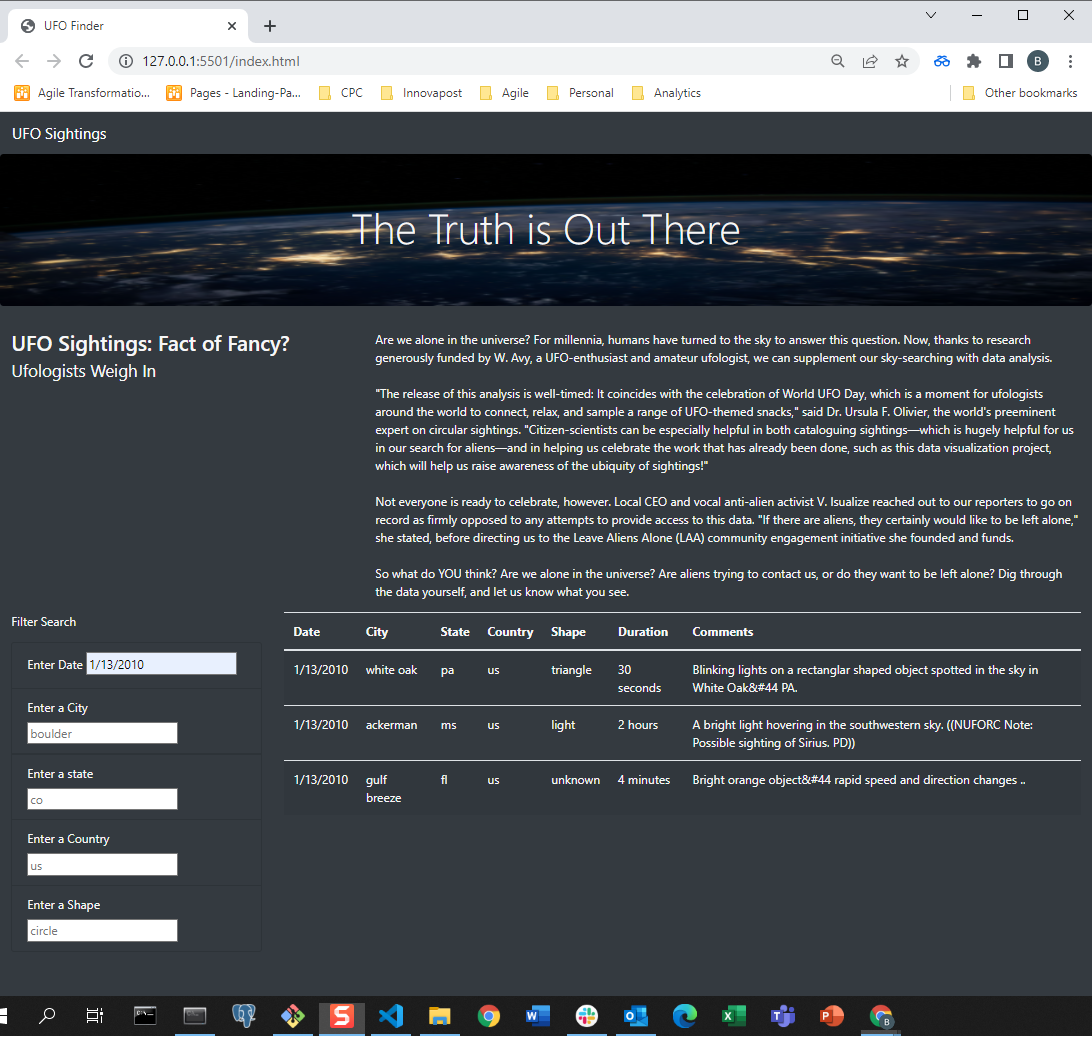 UFO Finder
127.0.0.1:5501/index.html
B
Agile Transformatio...
Pages - Landing-Pa...
CPC
Innovapost
Agile
Personal
Analytics
Other bookmarks
UFO Sightings
The Truth is Out There
UFO Sightings: Fact of Fancy?
Ufologists Weigh In
Are we alone in the universe? For millennia, humans have turned to the sky to answer this question. Now, thanks to research
generously funded by W. Avy, a UFO-enthusiast and amateur ufologist, we can supplement our sky-searching with data analysis.
"The release of this analysis is well-timed: It coincides with the celebration of World UFO Day, which is a moment for ufologists
around the world to connect, relax, and sample a range of UFO-themed snacks," said Dr. Ursula F. Olivier, the world's preeminent
expert on circular sightings. "Citizen-scientists can be especially helpful in both cataloguing sightings—which is hugely helpful for us
in our search for aliens—and in helping us celebrate the work that has already been done, such as this data visualization project,
which will help us raise awareness of the ubiquity of sightings!"
Not everyone is ready to celebrate, however. Local CEO and vocal anti-alien activist V. Isualize reached out to our reporters to go on
record as firmly opposed to any attempts to provide access to this data. "If there are aliens, they certainly would like to be left alone,"
she stated, before directing us to the Leave Aliens Alone (LAA) community engagement initiative she founded and funds.
So what do YOU think? Are we alone in the universe? Are aliens trying to contact us, or do they want to be left alone? Dig through
the data yourself, and let us know what you see.
Filter Search
Enter Date 1/13/2010
Enter a City
boulder
Enter a state
co
Enter a Country
us
Enter a Shape
circle
Date City State Country Shape Duration Comments
1/13/2010 white oak pa us triangle 30 Blinking lights on a rectanglar shaped object spotted in the sky in
seconds White Oak&#44 PA.
1/13/2010 ackerman ms us light 2 hours A bright light hovering in the southwestern sky. ((NUFORC Note:
Possible sighting of Sirius. PD))
1/13/2010 gulf fl us unknown 4 minutes Bright orange object&#44 rapid speed and direction changes ..
breeze